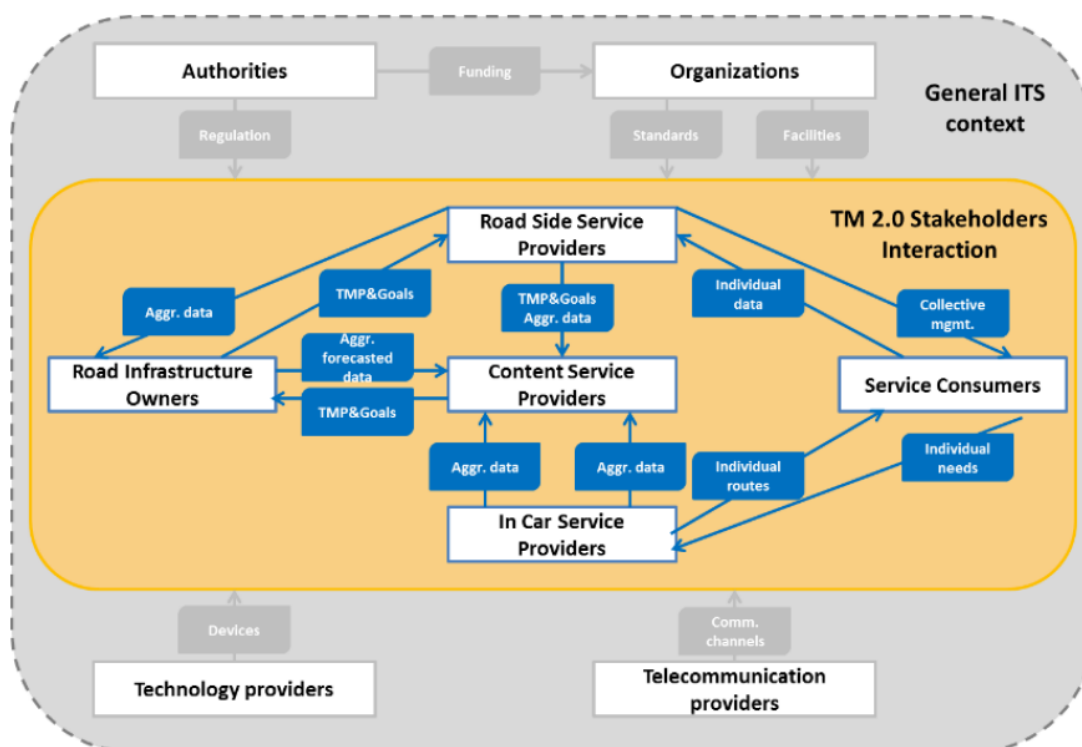 Authorities
Funding
Organizations
General ITS
context
Regulation
Standards
Facilities
Road Side Service
Providers
TM 2.0 Stakeholders
Interaction
Aggr. data
TMP&Goals
TMP&Goals
Aggr. data
Individual
data
Collective
mgmt.
Aggr.
forecasted
data
Road Infrastructure
Owners
Content Service
Providers
Service Consumers
TMP&Goals
Aggr. data
Aggr. data
Individual
routes
Individual
needs
In Car Service
Providers
Devices
Comm.
channels
Technology providers
Telecommunication
providers